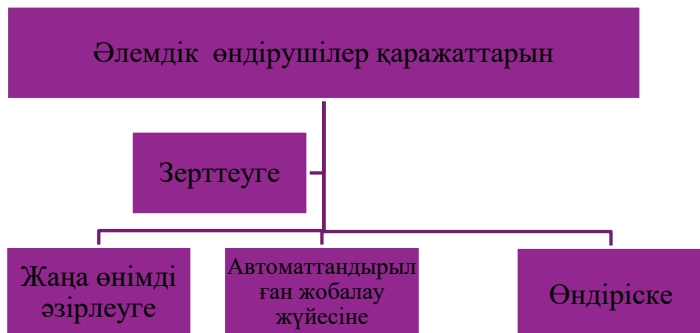 Әлемдік өндірушілер қаражаттарын
Зерттеуге
Жаңа өнімді
әзірлеуге
Автоматтандырыл
ған жобалау
жүйесіне
Өндіріске